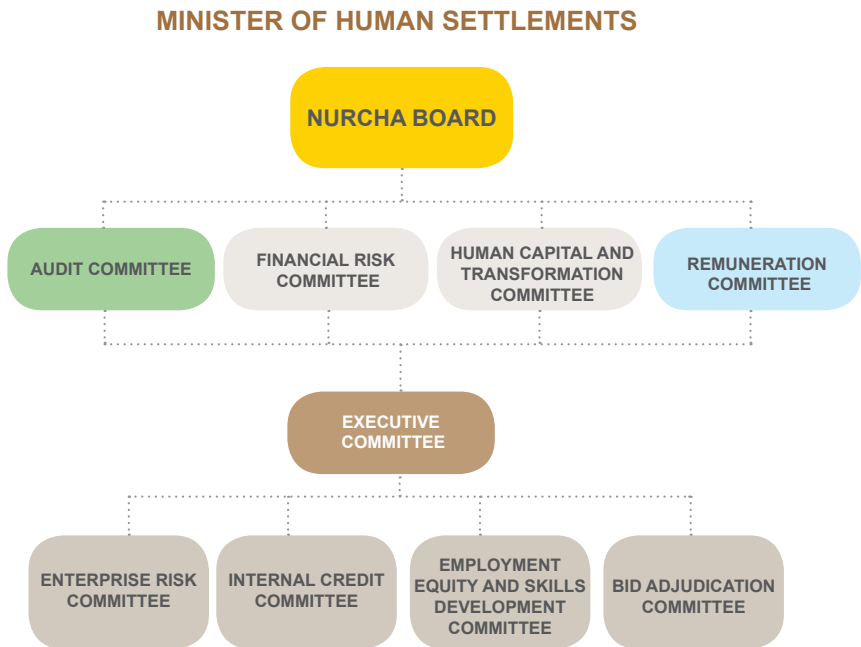 MINISTER OF HUMAN SETTLEMENTS
NURCHA BOARD
AUDIT COMMITTEE
FINANCIAL RISK
COMMITTEE
HUMAN CAPITAL AND
TRANSFORMATION
COMMITTEE
REMUNERATION
COMMITTEE
EXECUTIVE
COMMITTEE
ENTERPRISE RISK
COMMITTEE
INTERNAL CREDIT
COMMITTEE
EMPLOYMENT
EQUITY AND SKILLS
DEVELOPMENT
COMMITTEE
BID ADJUDICATION
COMMITTEE